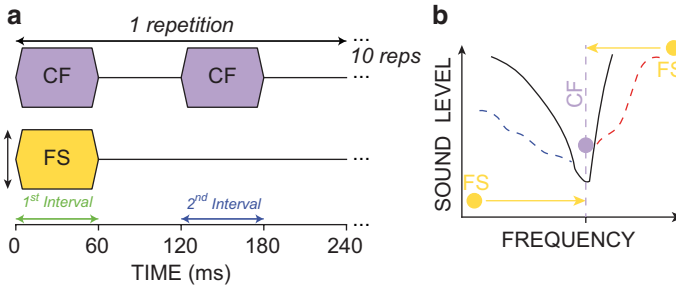 a
1 repetition
...
10 reps
CF
CF
...
FS
...
1st Interval
2nd Interval
...
0
60
120
180
240
TIME (ms)
b
SOUND LEVEL
FS
CF
FS
FREQUENCY